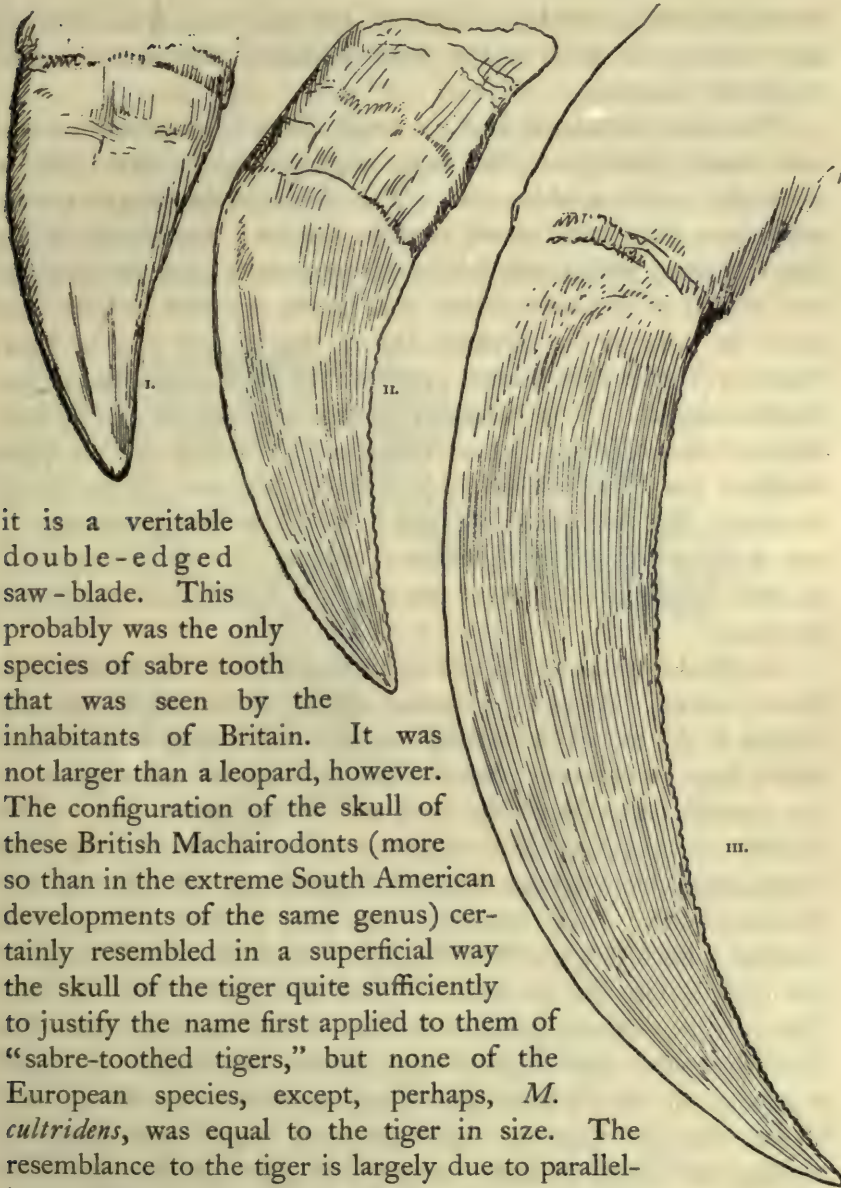 I.
II.
it is a veritable
double-edged
saw-blade. This
probably was the only
species of sabre tooth
that was seen by the
inhabitants of Britain. It was
not larger than a leopard, however.
The configuration of the skull of
these British Machairodonts (more
III.
so than in the extreme South American
developments of the same genus) cer-
tainly resembled in a superficial way
the skull of the tiger quite sufficiently
to justify the name first applied to them of
“sabre-toothed tigers,” but none of the
European species, except, perhaps, M.
cultridens, was equal to the tiger in size. The
resemblance to the tiger is largely due to parallel-